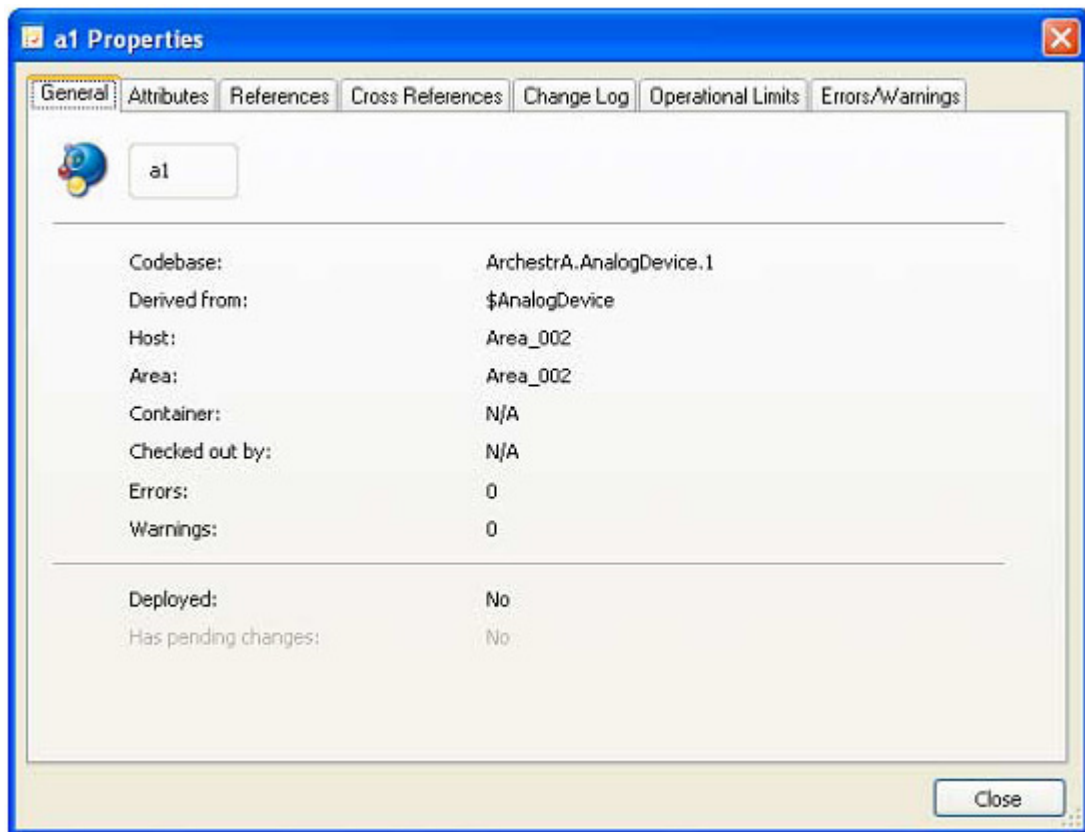 a1 Properties
General Attributes References Cross References Change Log Operational Limits Errors/Warnings
a1
Codebase: ArchestrA.AnalogDevice.1
Derived from: $AnalogDevice
Host: Area_002
Area: Area_002
Container: N/A
Checked out by: N/A
Errors: 0
Warnings: 0
Deployed: No
Has pending changes: No
Close